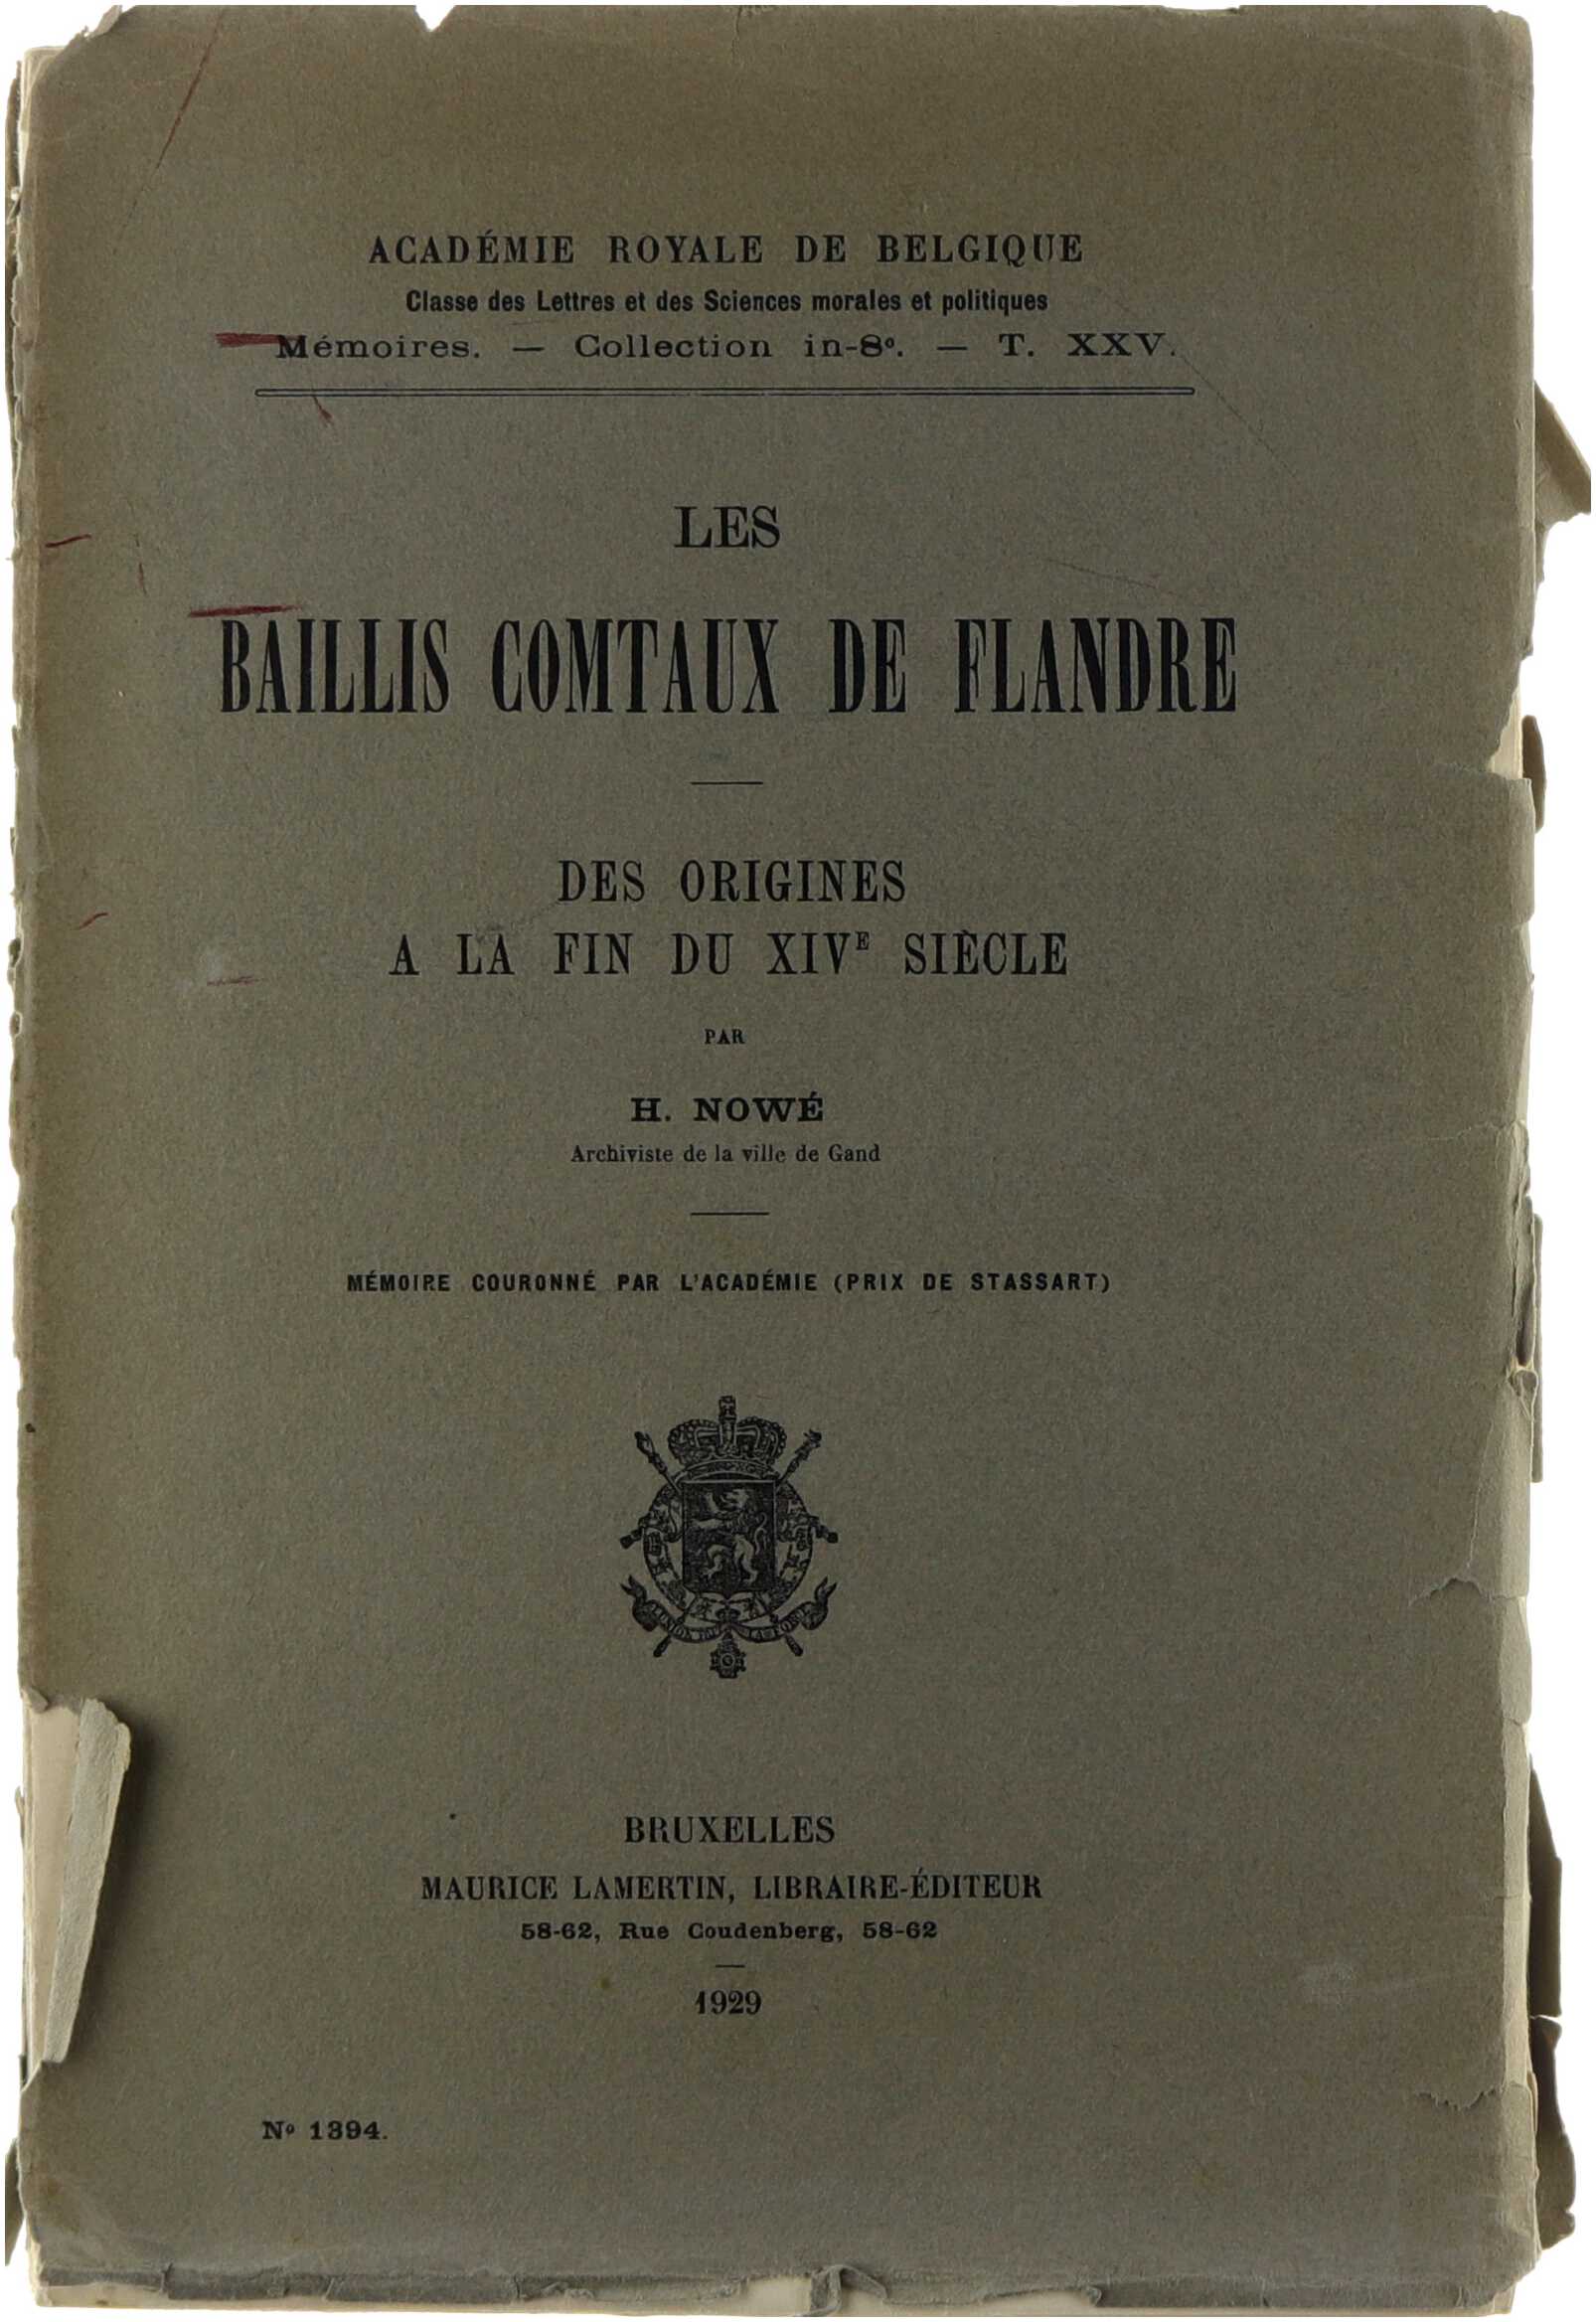 ACADÉMIE ROYALE DE BELGIQUE
Classe des Lettres et des Sciences morales et politiques
Mémoires. — Collection in-8º. — T. XXV.
LES
BAILLIS COMTAUX DE FLANDRE
DES ORIGINES
A LA FIN DU XIVE SIÈCLE
PAR
H. NOWÉ
Archiviste de la ville de Gand
MÉMOIRE COURONNÉ PAR L'ACADÉMIE (PRIX DE STASSART)
BRUXELLES
MAURICE LAMERTIN, LIBRAIRE-ÉDITEUR
58-62, Rue Coudenberg, 58-62
1929
Nº 1394.